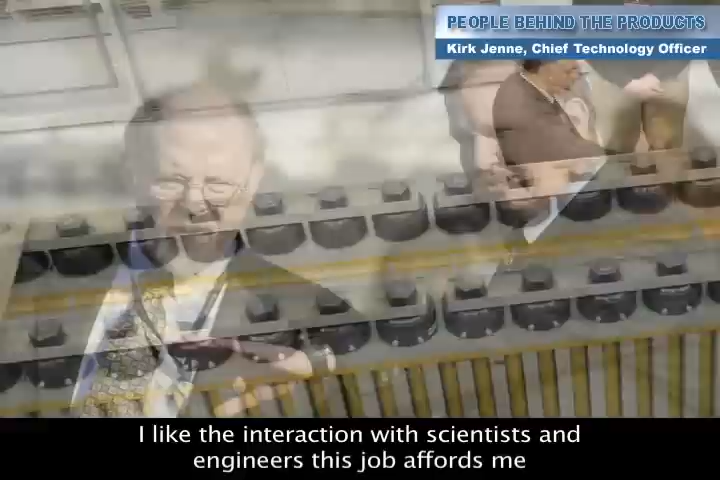 PEOPLE BEHIND THE PRODUCTS
Kirk Jenne, Chief Technology Officer
I like the interaction with scientists and
engineers this job affords me